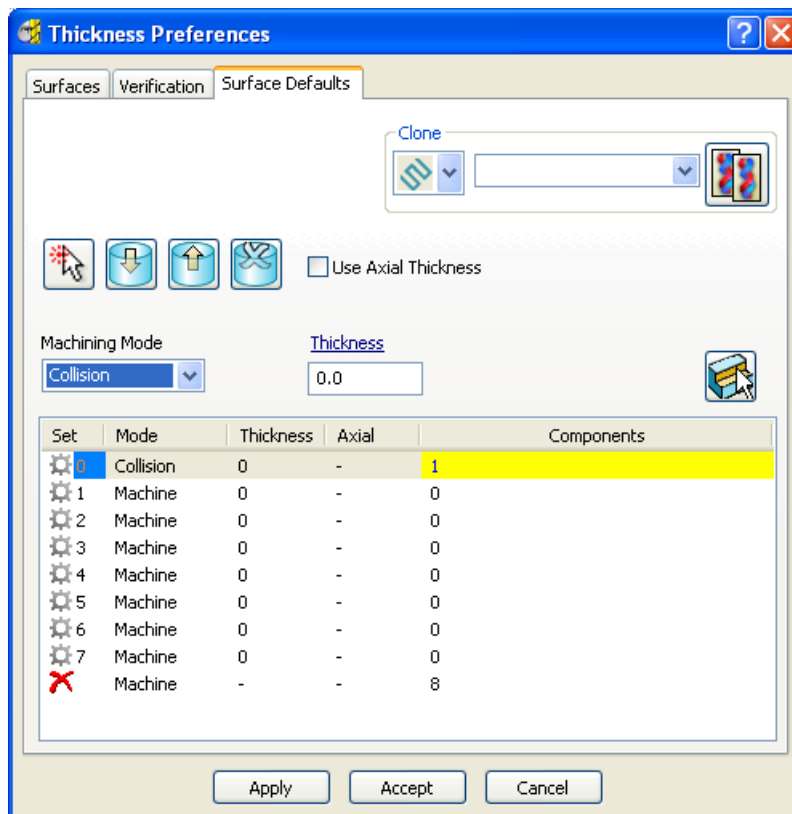 Thickness Preferences
Surfaces Verification Surface Defaults
Clone
Use Axial Thickness
Machining Mode Thickness
Collision 0.0
Set Mode Thickness Axial Components
0 Collision 0 - 1
1 Machine 0 - 0
2 Machine 0 - 0
3 Machine 0 - 0
4 Machine 0 - 0
5 Machine 0 - 0
6 Machine 0 - 0
7 Machine 0 - 0
Machine - - 8
Apply Accept Cancel